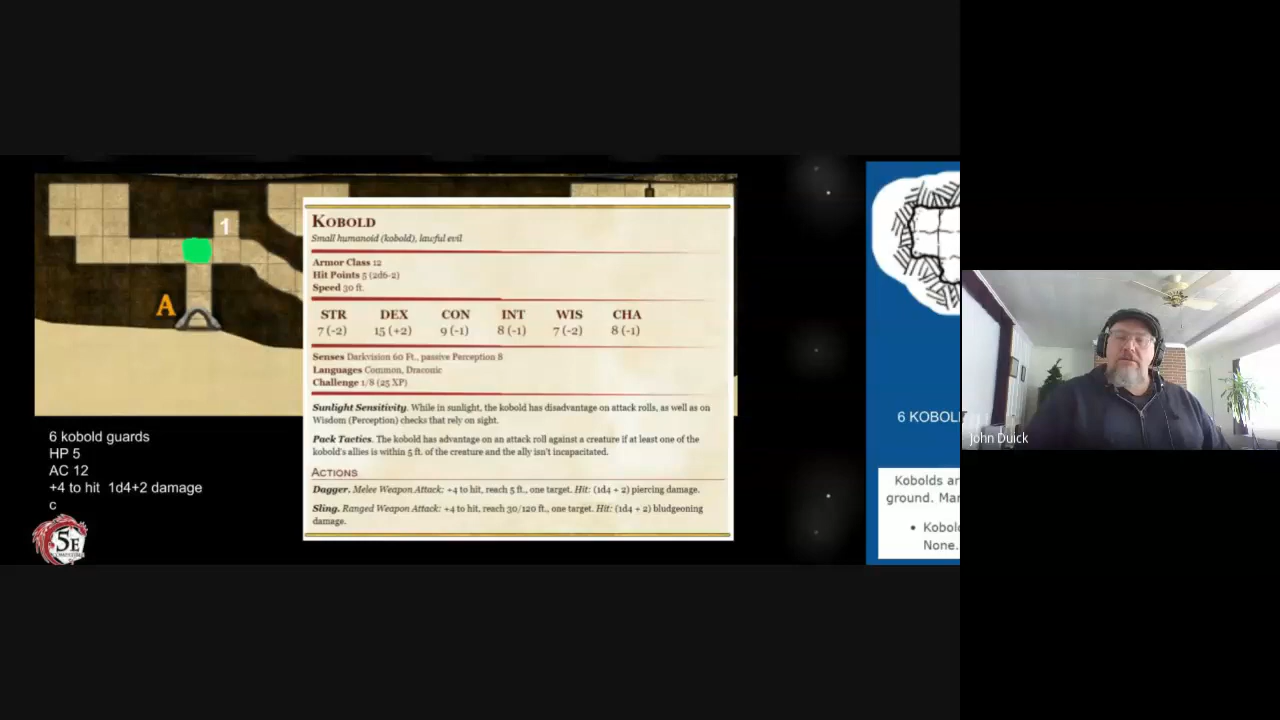 1
A
KOBOLD
Small humanoid (kobold), lawful evil
Armor Class 12
Hit Points 5 (2d6-2)
Speed 30 ft.
STR DEX CON INT WIS CHA
7 (-2) 15 (+2) 9 (-1) 8 (-1) 7 (-2) 8 (-1)
Senses Darkvision 60 Ft., passive Perception 8
Languages Common, Draconic
Challenge 1/8 (25 XP)
Sunlight Sensitivity. While in sunlight, the kobold has disadvantage on attack rolls, as well as on
Wisdom (Perception) checks that rely on sight.
Pack Tactics. The kobold has advantage on an attack roll against a creature if at least one of the
kobold's allies is within 5 ft. of the creature and the ally isn't incapacitated.
ACTIONS
Dagger. Melee Weapon Attack: +4 to hit, reach 5 ft., one target. Hit: (1d4 + 2) piercing damage.
Sling. Ranged Weapon Attack: +4 to hit, reach 30/120 ft., one target. Hit: (1d4 + 2) bludgeoning
damage.
6 kobold guards
HP 5
AC 12
+4 to hit 1d4+2 damage
c
5E
6 KOBOL
Kobolds ar
ground. Mar
• Kobol
None.
John Duick